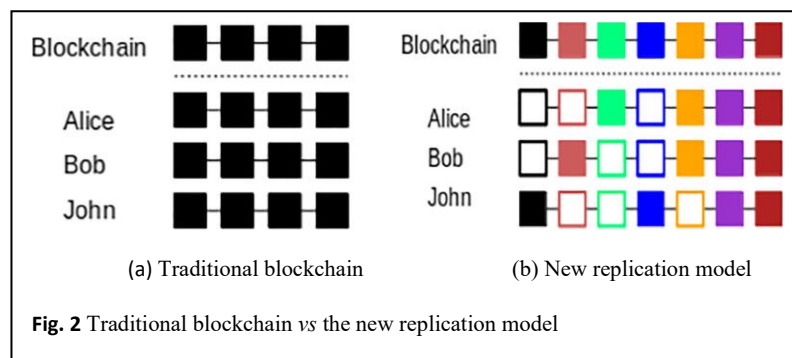 Blockchain
Alice
Bob
John
(a) Traditional blockchain
Blockchain
Alice
Bob
John
(b) New replication model
Fig. 2 Traditional blockchain vs the new replication model